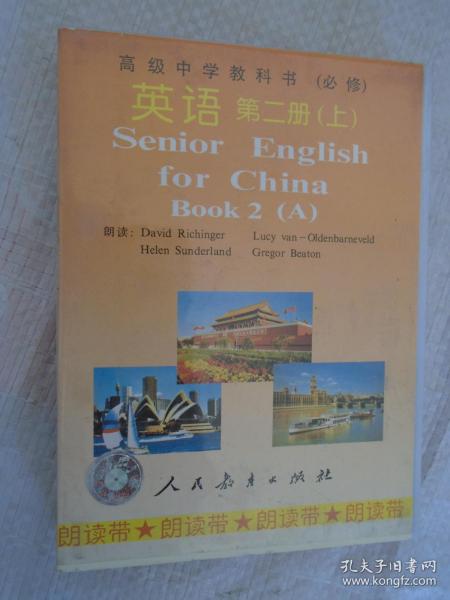 高级中学教科书 (必修)
英语 第二册(上)
Senior English
for China
Book 2 (A)
朗读: David Richinger Lucy van-Oldenbarneveld
Helen Sunderland Gregor Beaton
人民教育出版社
朗读带★朗读带★朗读带★朗读带
孔夫子旧书网
www.kongfz.com